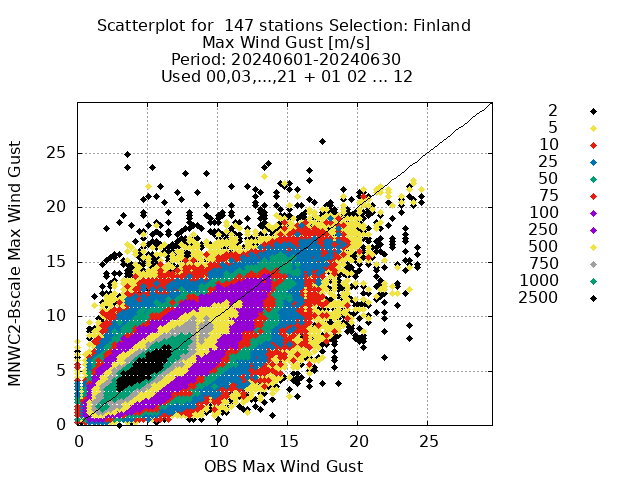 Scatterplot for  147 stations Selection: Finland
Max Wind Gust [m/s]
Period: 20240601-20240630
Used 00,03,...,21 + 01 02 ... 12
2
5
10
25
50
75
100
250
500
750
1000
2500
MNWC2-Bscale Max Wind Gust
25
20
15
10
5
0
0 5 10 15 20 25
OBS Max Wind Gust